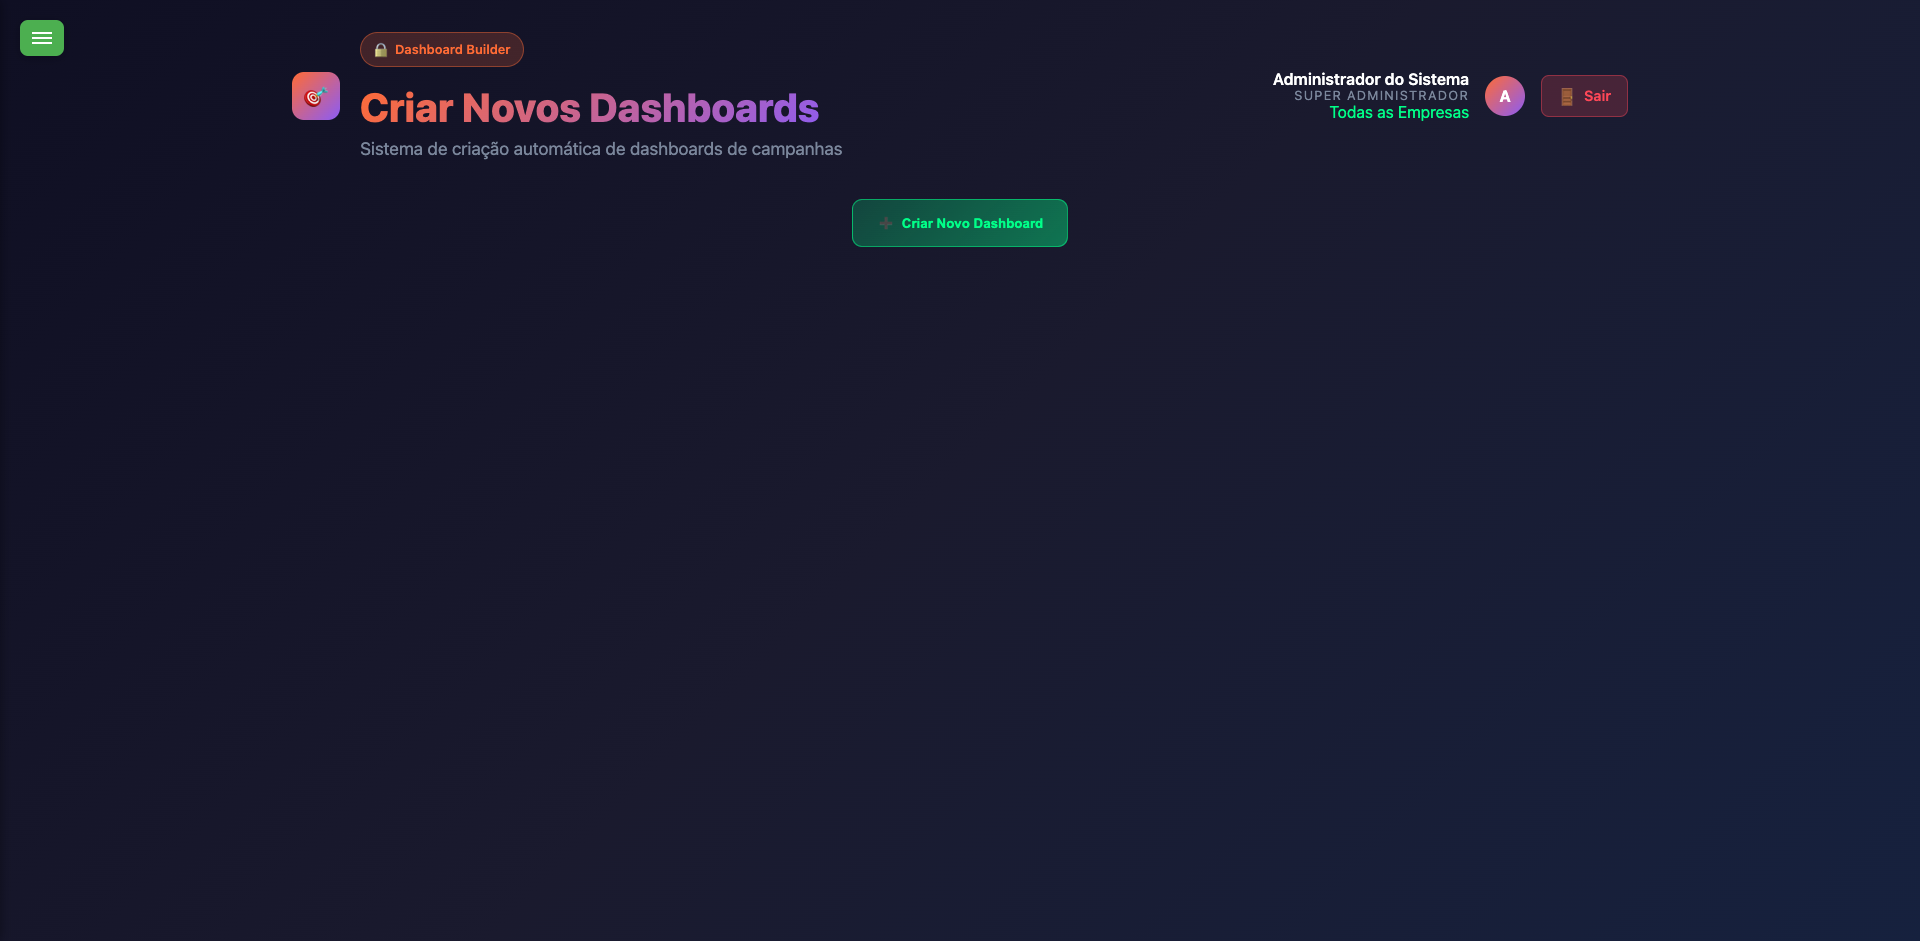 Dashboard Builder
Criar Novos Dashboards
Sistema de criação automática de dashboards de campanhas
Administrador do Sistema
SUPER ADMINISTRADOR
Todas as Empresas
A
Sair
Criar Novo Dashboard